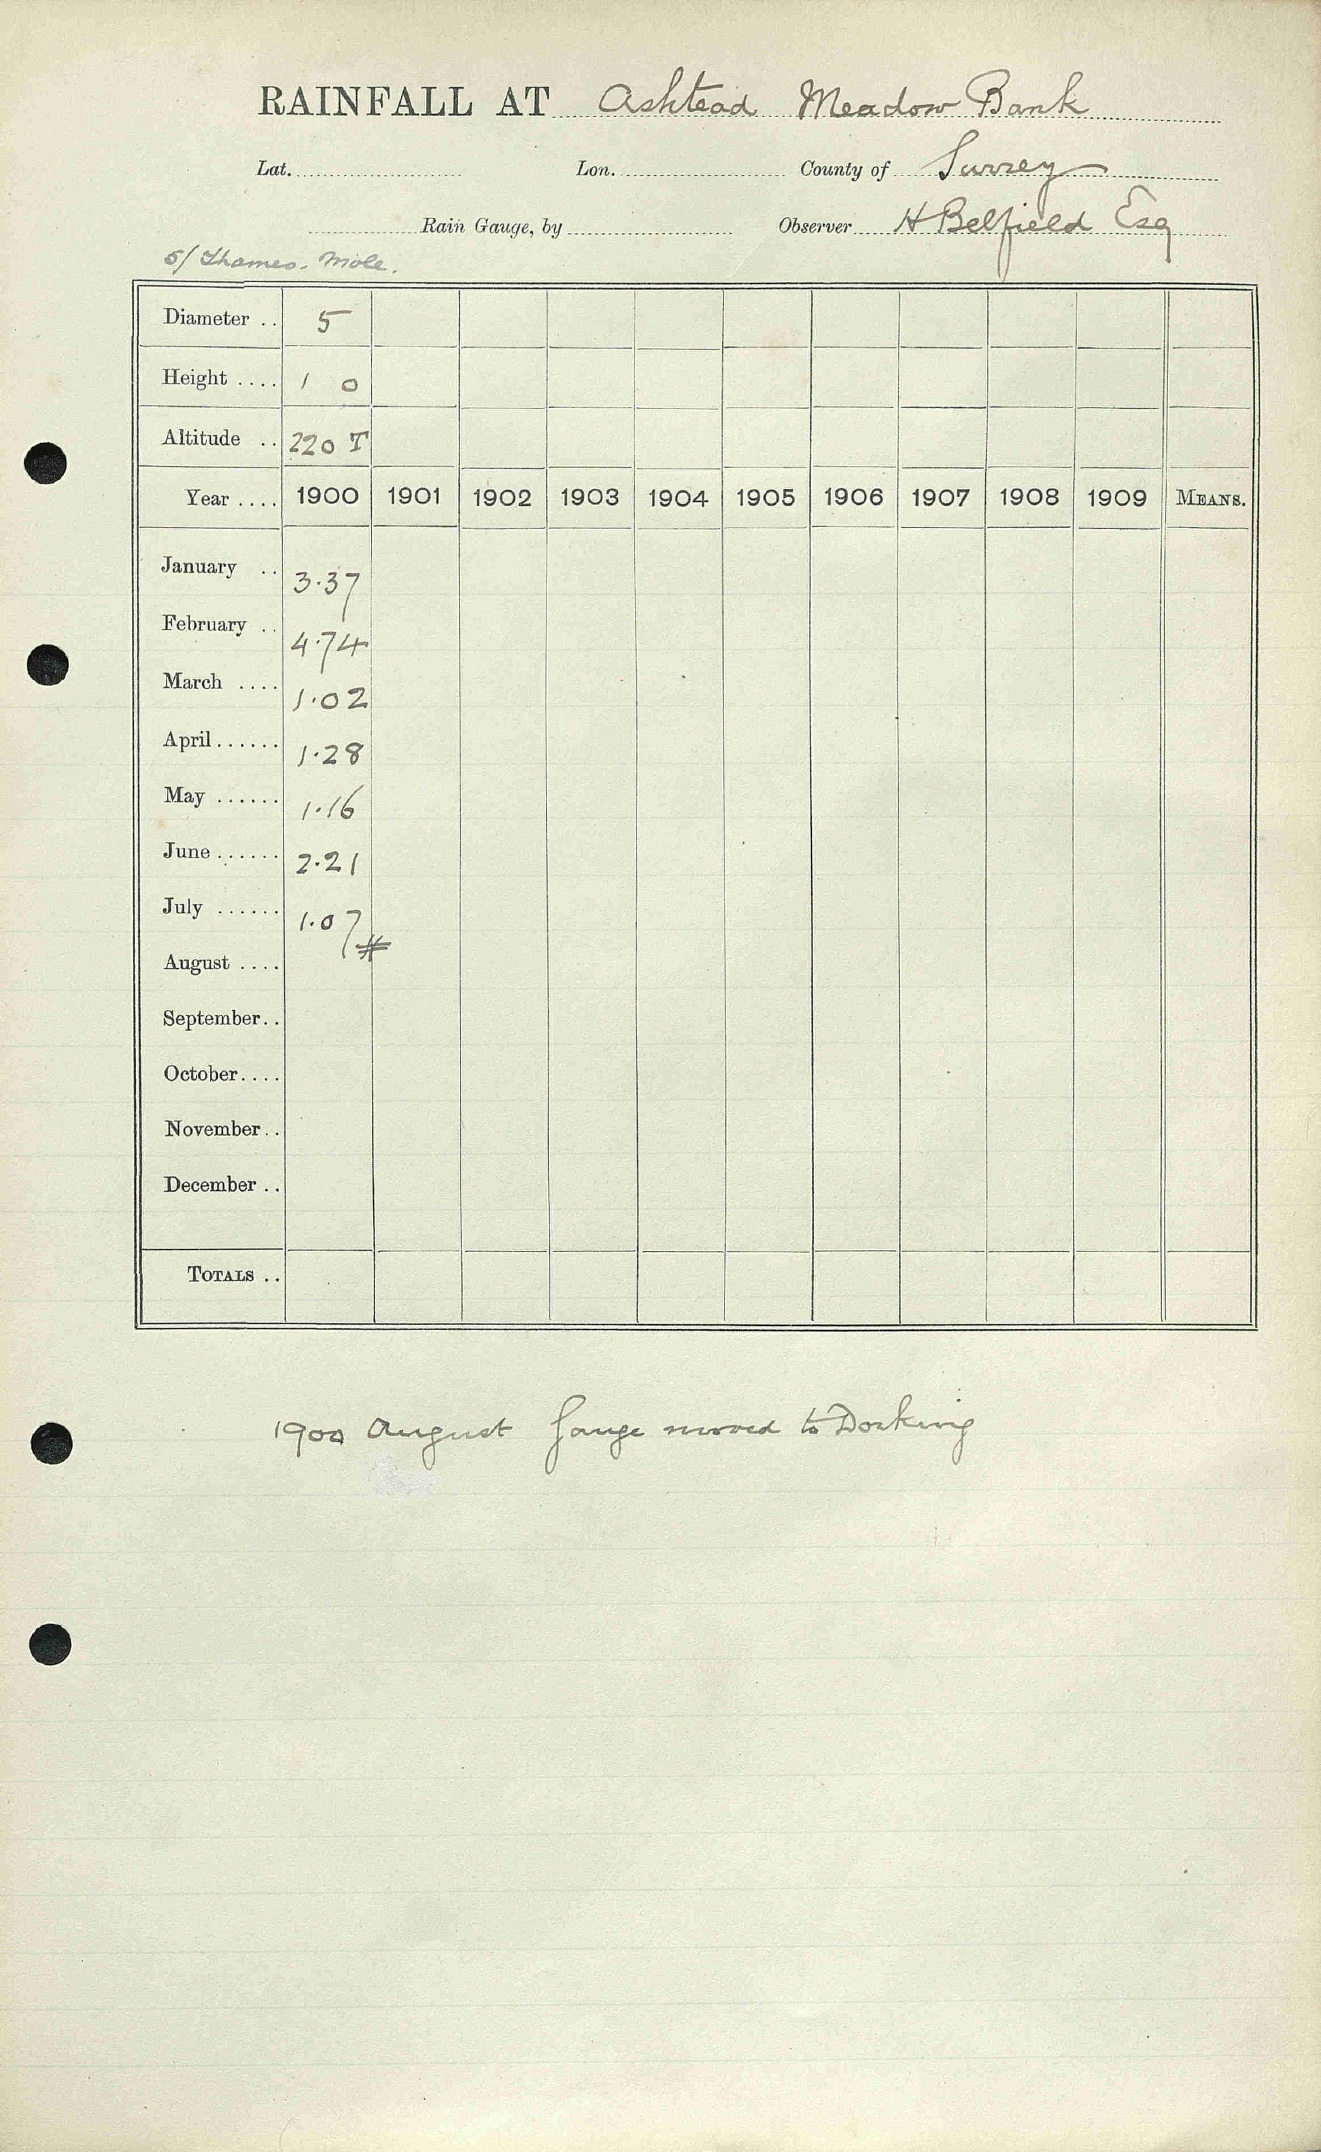 RAINFALL AT Ashtead Meadow Bank
Lat. Lon. County of Surrey
Rain Gauge, by Observer H Belfield Esq
5/ Thames. Mole.
Diameter .. 5
Height .... 1 0
Altitude .. 220 T
Year .... 1900 1901 1902 1903 1904 1905 1906 1907 1908 1909 MEANS.
January .. 3.37
February .. 4.74
March .... 1.02
April ...... 1.28
May ...... 1.16
June ...... 2.21
July ...... 1.07 #
August ....
September..
October....
November..
December ..
TOTALS ..
1900 August Gauge moved to Dorking